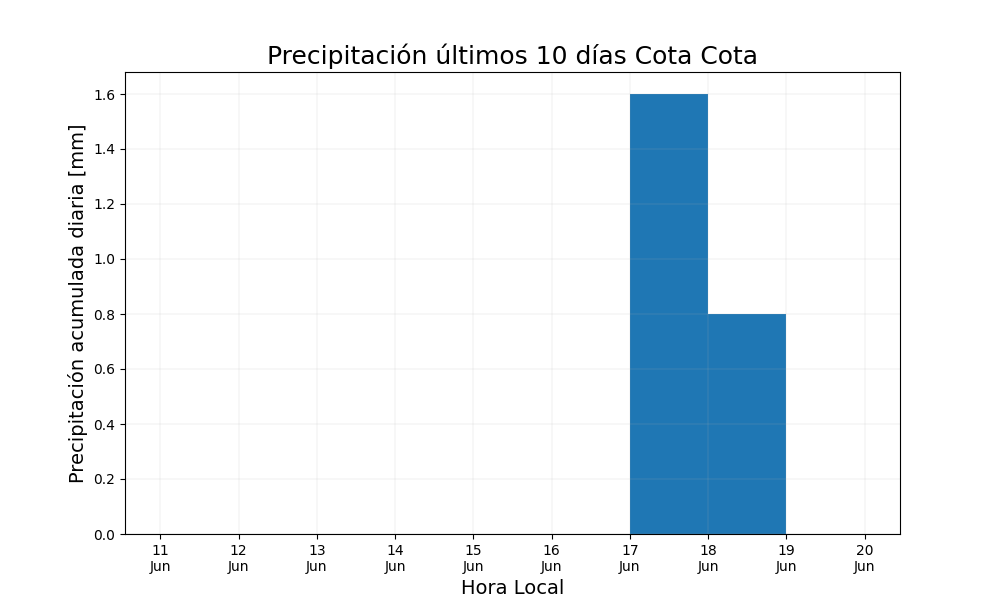 Precipitación últimos 10 días Cota Cota
Precipitación acumulada diaria [mm]
1.6
1.4
1.2
1.0
0.8
0.6
0.4
0.2
0.0
11 12 13 14 15 16 17 18 19 20
Jun Jun Jun Jun Jun Jun Jun Jun Jun Jun
Hora Local